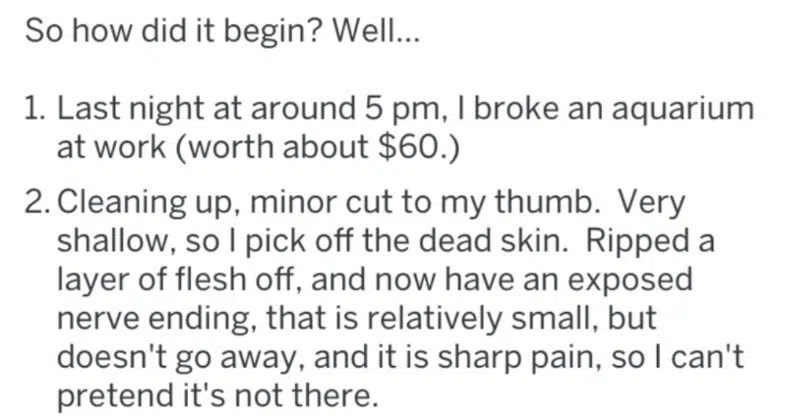 So how did it begin? Well...
1. Last night at around 5 pm, I broke an aquarium
at work (worth about $60.)
2. Cleaning up, minor cut to my thumb.  Very
shallow, so I pick off the dead skin.  Ripped a
layer of flesh off, and now have an exposed
nerve ending, that is relatively small, but
doesn't go away, and it is sharp pain, so I can't
pretend it's not there.